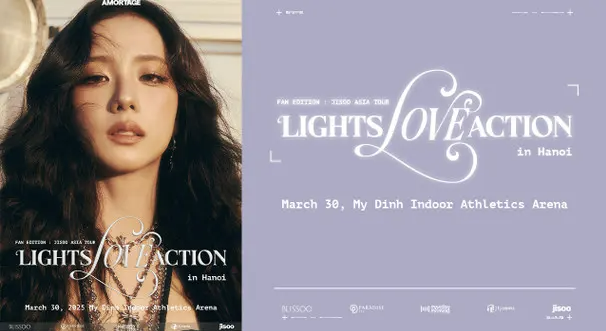 AMORTAGE
FAN EDITION : JISOO ASIA TOUR
LIGHTS LOVE ACTION
in Hanoi
March 30, 2025 My Dinh Indoor Athletics Arena
BLISSOO
jisoo
FAN EDITION : JISOO ASIA TOUR
LIGHTS LOVE ACTION
in Hanoi
March 30, My Dinh Indoor Athletics Arena
BLISSOO
PARADISE
jisoo